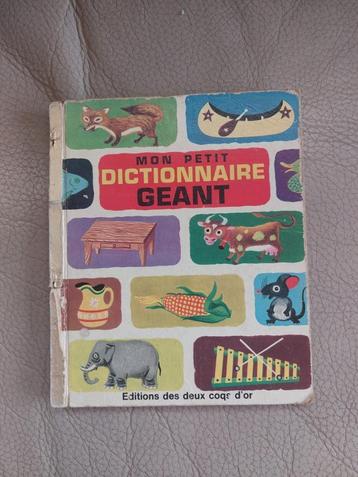 MON PETIT
DICTIONNAIRE
GEANT
Editions des deux coqs d'or